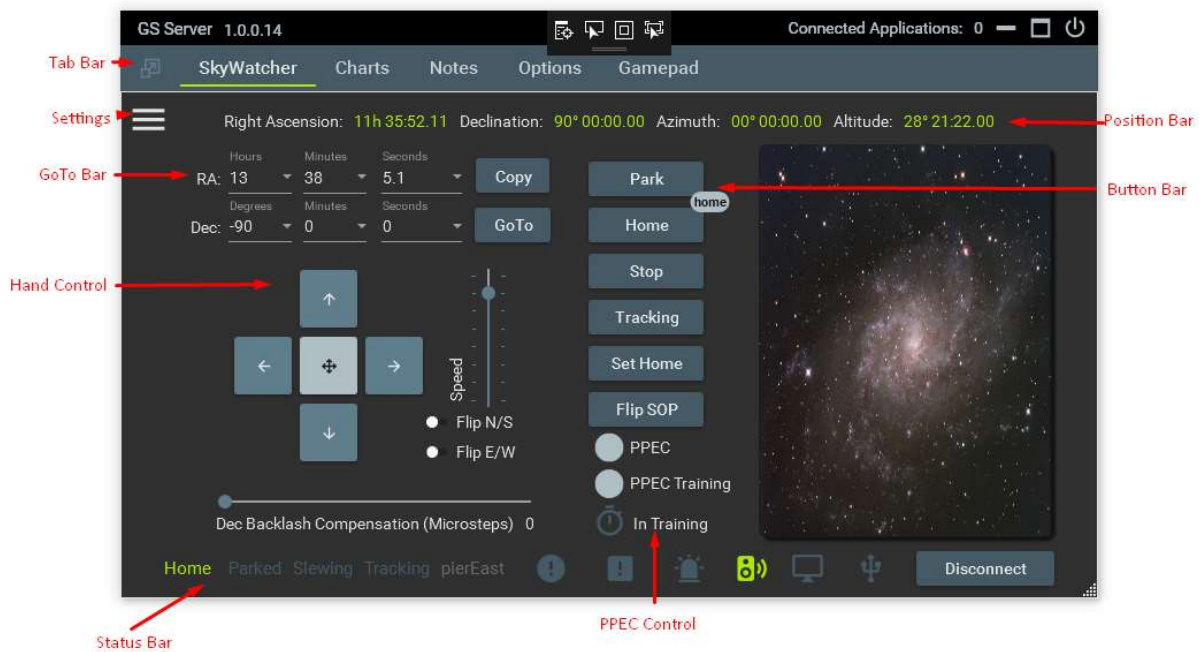 GS Server 1.0.0.14 Connected Applications: 0
Tab Bar SkyWatcher Charts Notes Options Gamepad
Settings Right Ascension: 11h 35:52.11 Declination: 90° 00:00.00 Azimuth: 00° 00:00.00 Altitude: 28° 21:22.00 Position Bar
Hours Minutes Seconds
GoTo Bar RA: 13 38 5.1 Copy Park Button Bar
home
Degrees Minutes Seconds
Dec: -90 0 0 GoTo Home
Hand Control Stop
Tracking
Speed Set Home
Flip N/S Flip SOP
Flip E/W PPEC
PPEC Training
Dec Backlash Compensation (Microsteps) 0 In Training
Home Parked Slewing Tracking pierEast Disconnect
PPEC Control
Status Bar